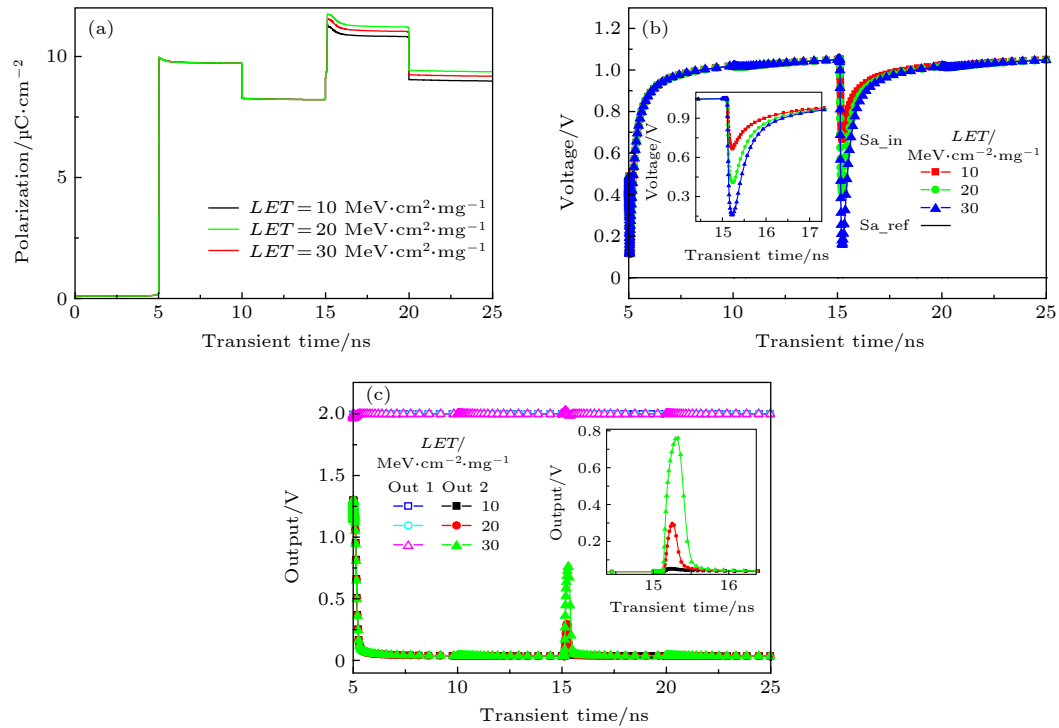 (a)
Polarization/μC·cm⁻²
10
5
0
LET = 10 MeV·cm²·mg⁻¹
LET = 20 MeV·cm²·mg⁻¹
LET = 30 MeV·cm²·mg⁻¹
0 5 10 15 20 25
Transient time/ns
(b)
Voltage/V
1.2
1.0
0.8
0.6
0.4
1.2
0
Voltage/V
0.9
0.6
0.3
15 16 17
Transient time/ns
Sa_in
LET/
MeV·cm⁻²·mg⁻¹
10
20
30
Sa_ref
5 10 15 20 25
Transient time/ns
(c)
Output/V
2.0
1.25
1.0
0.5
0
LET/
MeV·cm⁻²·mg⁻¹
Out 1 Out 2
10
20
30
Output/V
0.8
0.6
0.4
0.2
15 16
Transient time/ns
5 10 15 20 25
Transient time/ns